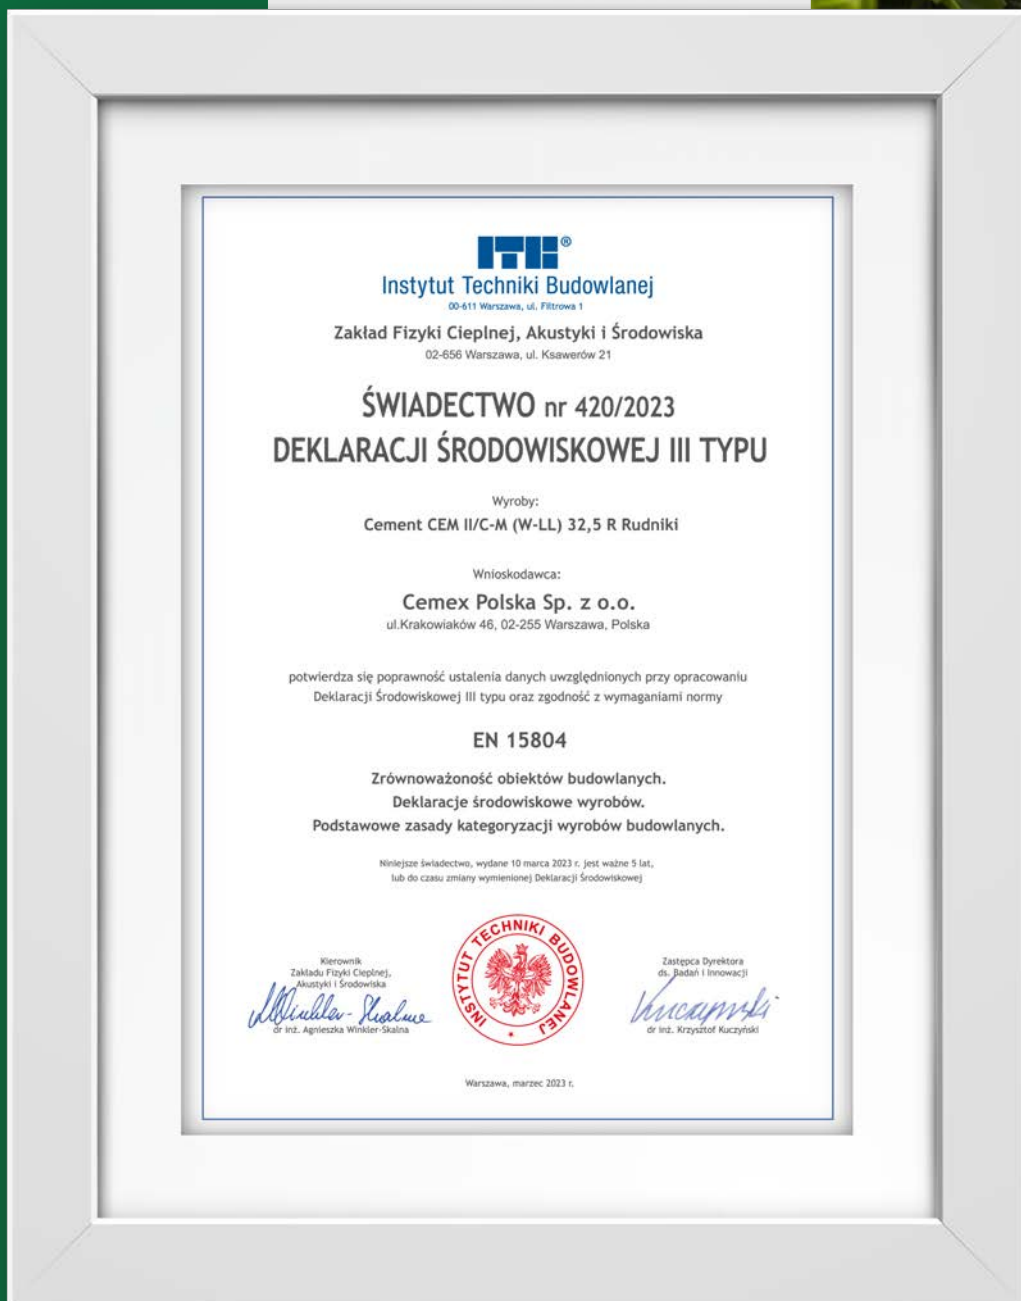 ITB®
Instytut Techniki Budowlanej
00-611 Warszawa, ul. Filtrowa 1
Zakład Fizyki Cieplnej, Akustyki i Środowiska
02-656 Warszawa, ul. Ksawerów 21
ŚWIADECTWO nr 420/2023
DEKLARACJI ŚRODOWISKOWEJ III TYPU
Wyroby:
Cement CEM II/C-M (W-LL) 32,5 R Rudniki
Wnioskodawca:
Cemex Polska Sp. z o.o.
ul.Krakowiaków 46, 02-255 Warszawa, Polska
potwierdza się poprawność ustalenia danych uwzględnionych przy opracowaniu
Deklaracji Środowiskowej III typu oraz zgodność z wymaganiami normy
EN 15804
Zrównoważoność obiektów budowlanych.
Deklaracje środowiskowe wyrobów.
Podstawowe zasady kategoryzacji wyrobów budowlanych.
Niniejsze świadectwo, wydane 10 marca 2023 r. jest ważne 5 lat,
lub do czasu zmiany wymienionej Deklaracji Środowiskowej
Kierownik
Zakładu Fizyki Cieplnej,
Akustyki i Środowiska
Winkler-Skalna
dr inż. Agnieszka Winkler-Skalna
INSTYTUT TECHNIKI BUDOWLANEJ
Zastępca Dyrektora
ds. Badań i Innowacji
Kuczyński
dr inż. Krzysztof Kuczyński
Warszawa, marzec 2023 r.